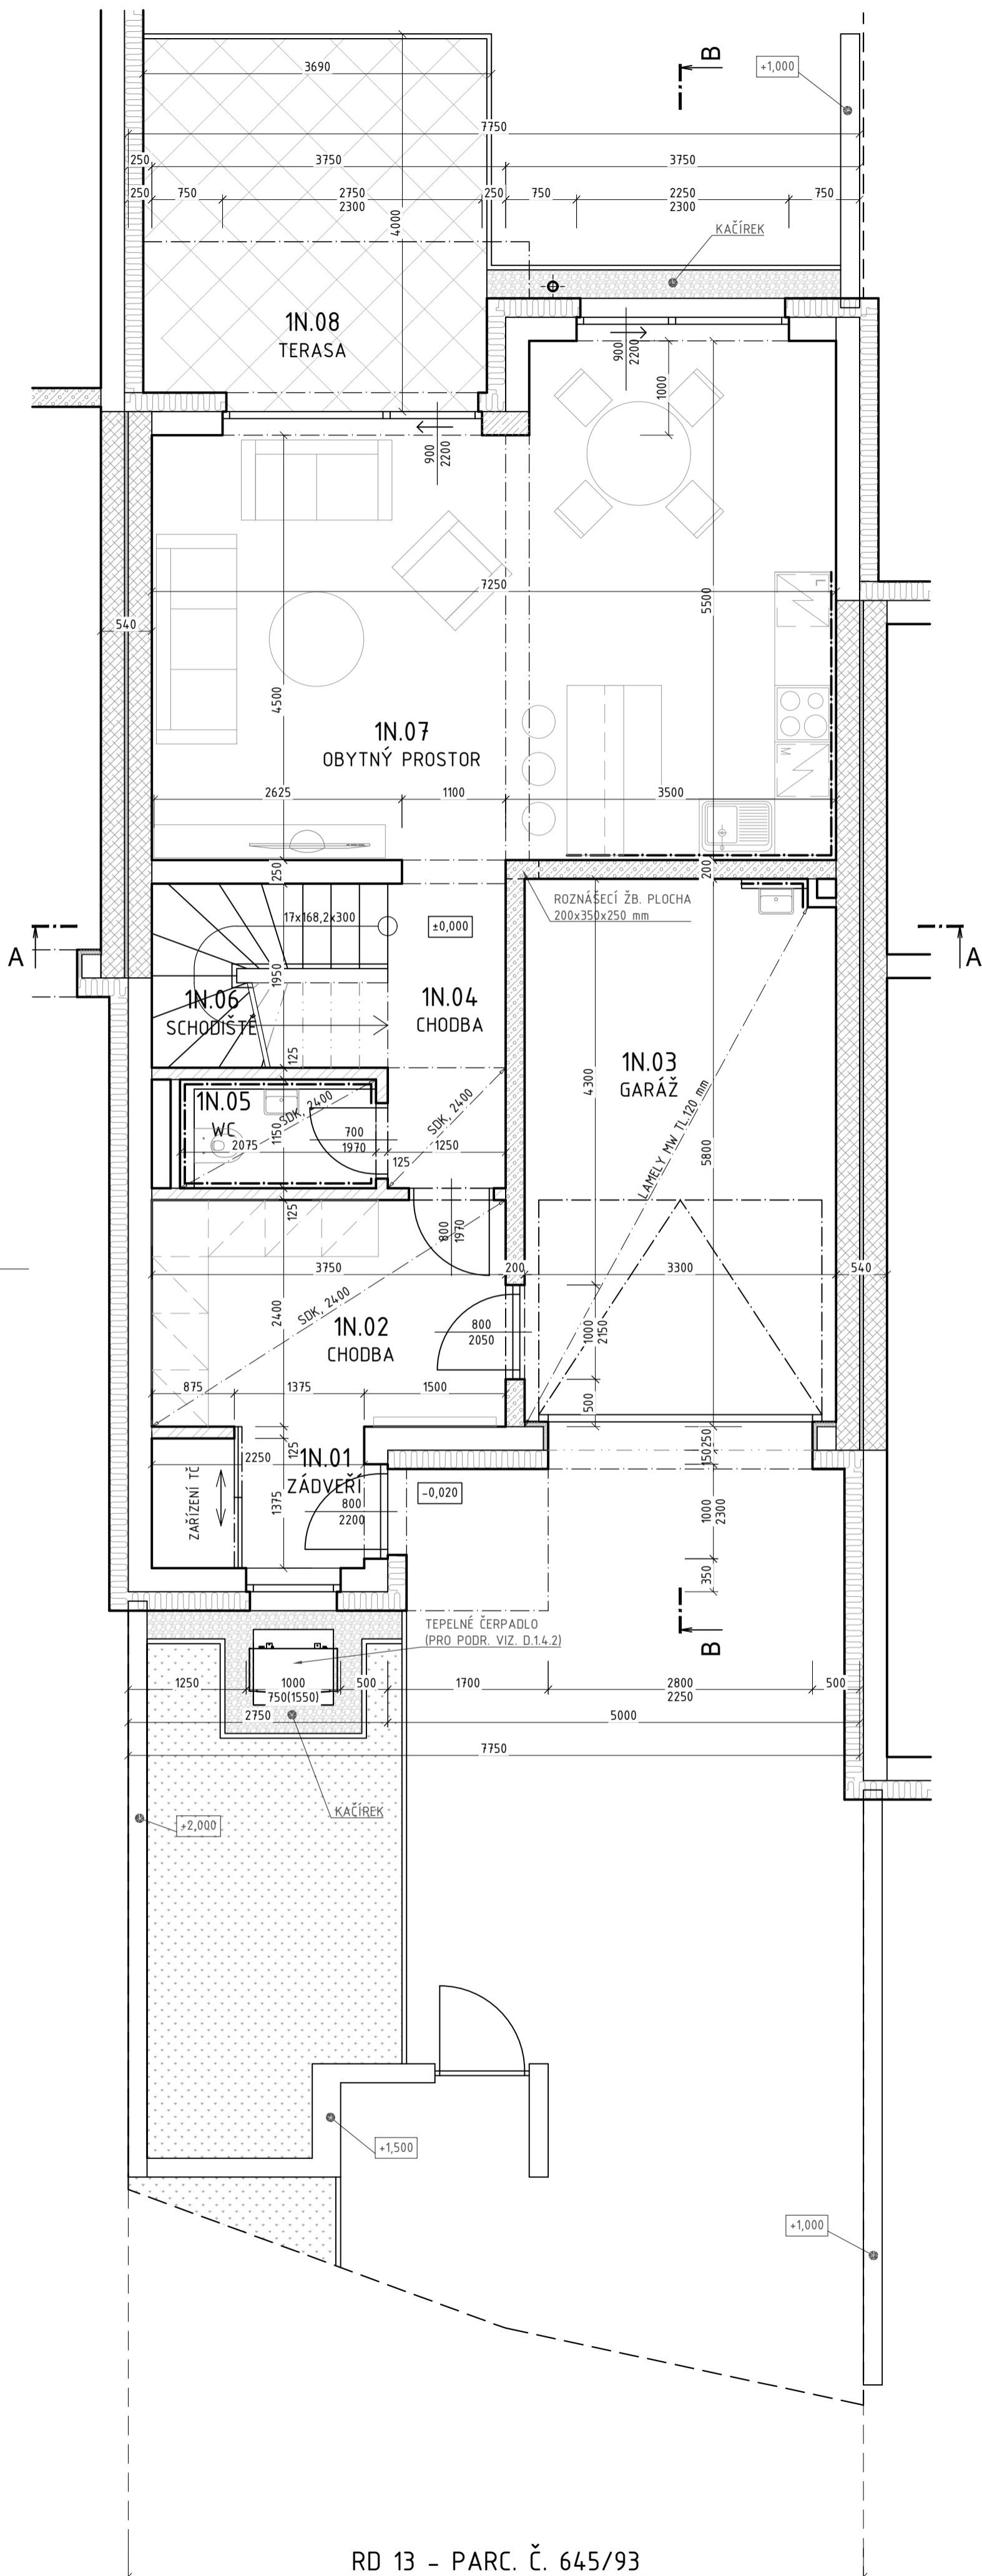 B
+1,000
3690
7750
250
3750
3750
250
750
2750
2300
250
750
2250
2300
750
4000
KAČÍREK
1N.08
TERASA
900
2200
1000
900
2200
7250
540
5500
4500
1N.07
OBYTNÝ PROSTOR
2625
1100
3500
L
M
250
200
ROZNÁŠECÍ ŽB. PLOCHA
200x350x250 mm
17x168,2x300
±0,000
A
A
1950
1N.06
SCHODIŠTĚ
1N.04
CHODBA
125
1N.03
GARÁŽ
4300
5800
LAMELY MW TL.120 mm
1N.05
WC
SDK, 2400
SDK, 2400
1150
2075
700
1970
1250
125
125
800
1970
3750
200
3300
540
SDK, 2400
2400
1N.02
CHODBA
800
2050
1000
2150
500
875
1375
1500
125
1N.01
ZÁDVEŘÍ
2250
250
150
ZAŘÍZENÍ TČ
1375
800
2200
-0,020
1000
2300
350
B
TEPELNÉ ČERPADLO
(PRO PODR. VIZ. D.1.4.2)
1250
1000
750(1550)
500
1700
2800
2250
500
2750
5000
7750
KAČÍREK
+2,000
+1,500
+1,000
RD 13 - PARC. Č. 645/93